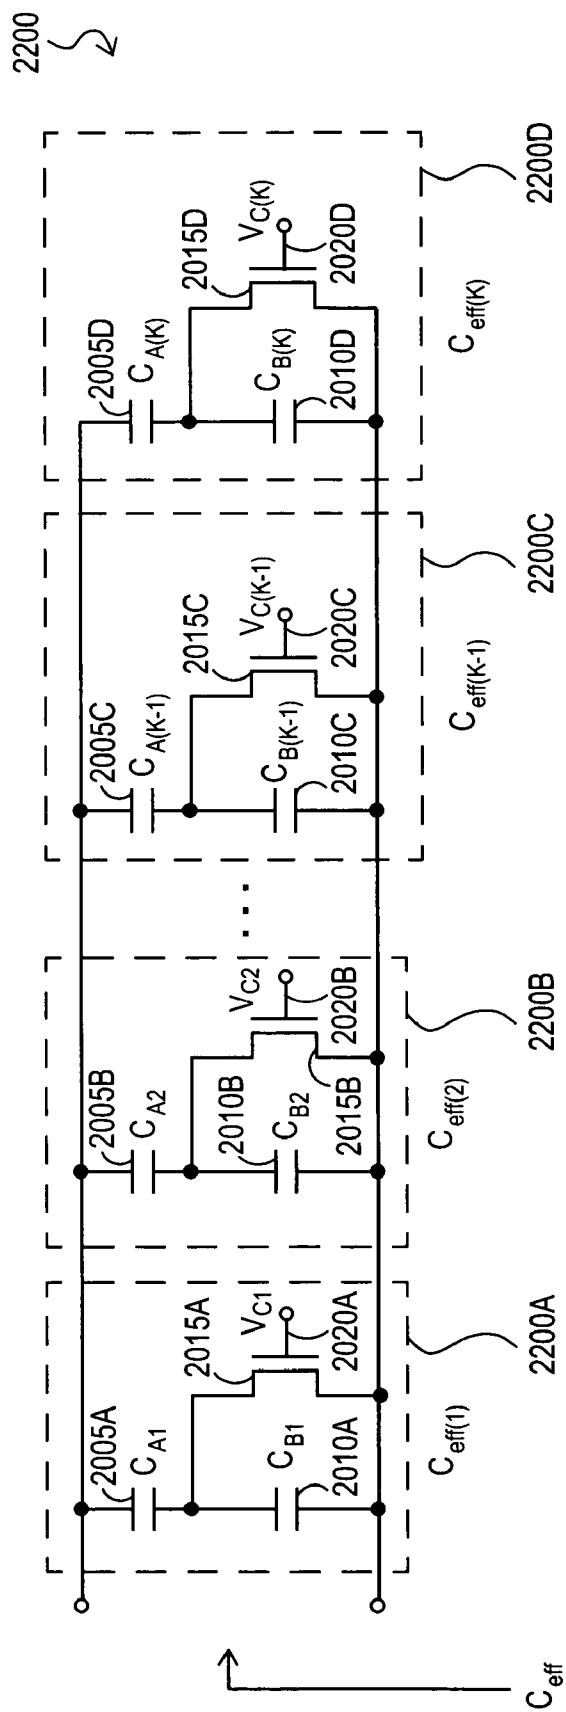 2200
2005A
C_A1
2015A
V_C1
C_B1
2010A
2020A
C_eff(1)
2200A
2005B
C_A2
2010B
V_C2
C_B2
2015B
2020B
C_eff(2)
2200B
. . .
2005C
C_A(K-1)
2015C
V_C(K-1)
C_B(K-1)
2010C
2020C
C_eff(K-1)
2200C
2005D
C_A(K)
2015D
V_C(K)
C_B(K)
2010D
2020D
C_eff(K)
2200D
C_eff